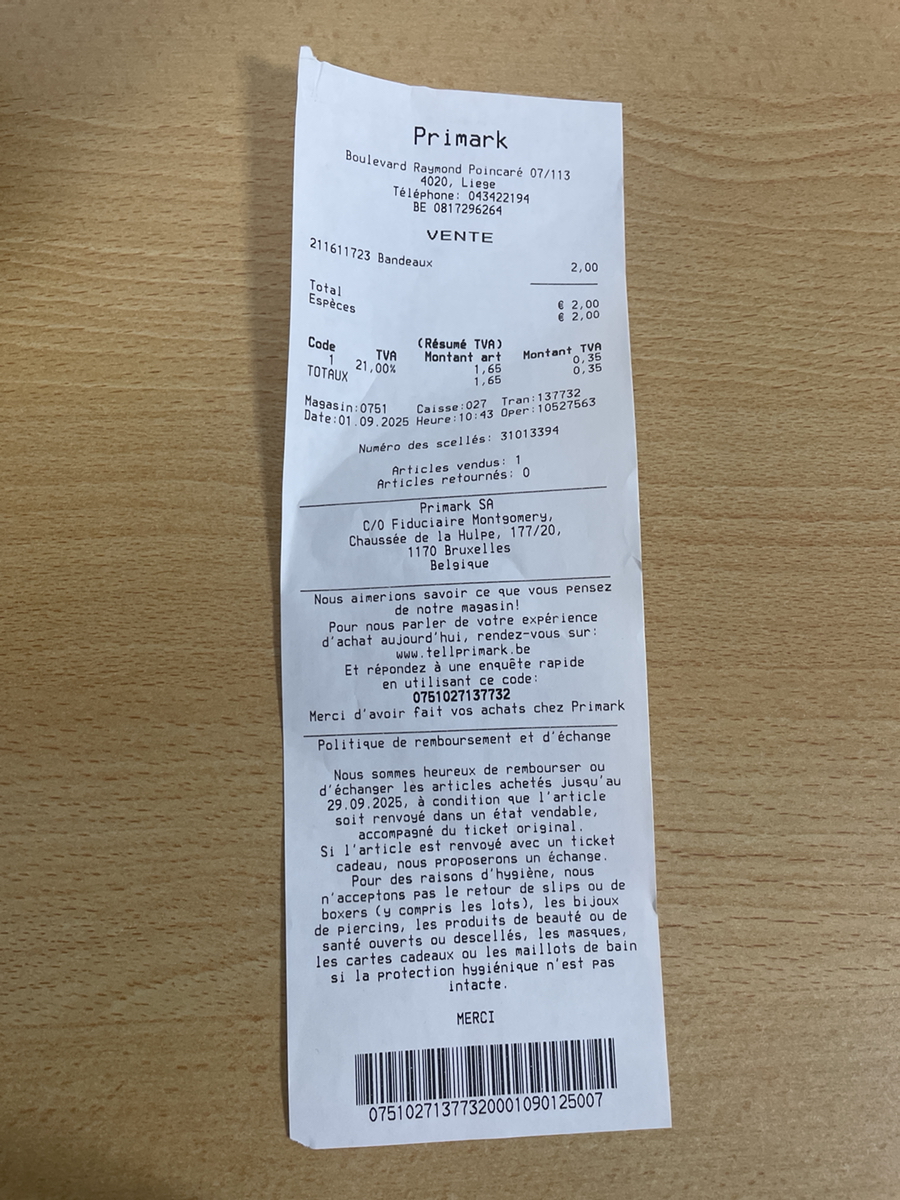 Primark
Boulevard Raymond Poincaré 07/113
4020, Liege
Téléphone: 043422194
BE 0817296264
VENTE
211611723 Bandeaux 2,00
Total € 2,00
Espèces € 2,00
(Résumé TVA)
Code TVA Montant art Montant TVA
1 21,00% 1,65 0,35
TOTAUX 1,65 0,35
Magasin:0751 Caisse:027 Tran:137732
Date:01.09.2025 Heure:10:43 Oper:10527563
Numéro des scellés: 31013394
Articles vendus: 1
Articles retournés: 0
Primark SA
C/O Fiduciaire Montgomery,
Chaussée de la Hulpe, 177/20,
1170 Bruxelles
Belgique
Nous aimerions savoir ce que vous pensez
de notre magasin!
Pour nous parler de votre expérience
d'achat aujourd'hui, rendez-vous sur:
www.tellprimark.be
Et répondez à une enquête rapide
en utilisant ce code:
0751027137732
Merci d'avoir fait vos achats chez Primark
Politique de remboursement et d'échange
Nous sommes heureux de rembourser ou
d'échanger les articles achetés jusqu'au
29.09.2025, à condition que l'article
soit renvoyé dans un état vendable,
accompagné du ticket original.
Si l'article est renvoyé avec un ticket
cadeau, nous proposerons un échange.
Pour des raisons d'hygiène, nous
n'acceptons pas le retour de slips ou de
boxers (y compris les lots), les bijoux
de piercing, les produits de beauté ou de
santé ouverts ou descellés, les masques,
les cartes cadeaux ou les maillots de bain
si la protection hygiénique n'est pas
intacte.
MERCI
07510271377320001090125007